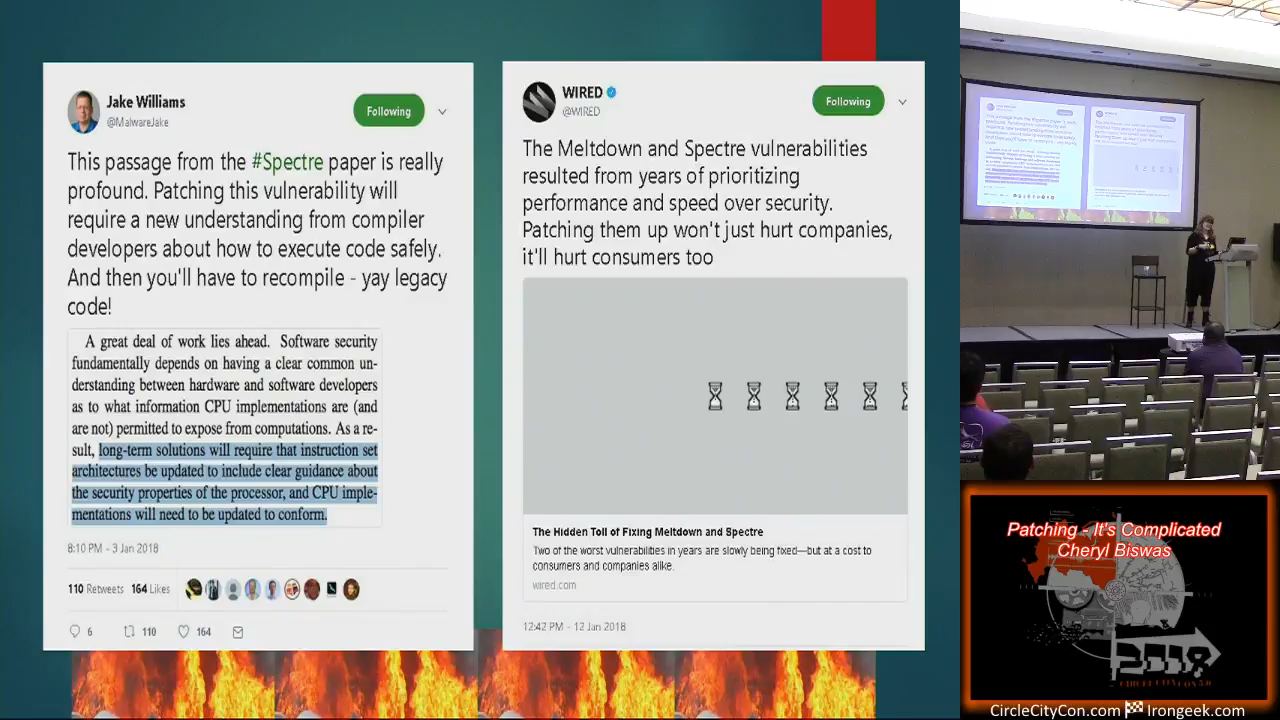 Jake Williams
@MalwareJake
Following
This passage from the #Spectre paper is really
profound. Patching this vulnerability will
require a new understanding from compiler
developers about how to execute code safely.
And then you'll have to recompile - yay legacy
code!
A great deal of work lies ahead. Software security
fundamentally depends on having a clear common un-
derstanding between hardware and software developers
as to what information CPU implementations are (and
are not) permitted to expose from computations. As a re-
sult, long-term solutions will require that instruction set
architectures be updated to include clear guidance about
the security properties of the processor, and CPU imple-
mentations will need to be updated to conform.
8:10 PM - 3 Jan 2018
110 Retweets 164 Likes
6 110 164
WIRED
@WIRED
Following
The Meltdown and Spectre vulnerabilities
resulted from years of prioritizing
performance and speed over security.
Patching them up won't just hurt companies,
it'll hurt consumers too
The Hidden Toll of Fixing Meltdown and Spectre
Two of the worst vulnerabilities in years are slowly being fixed—but at a cost to
consumers and companies alike.
wired.com
12:42 PM - 12 Jan 2018
Patching - It's Complicated
Cheryl Biswas
2018
CIRCLE CITY CON 5.0
CircleCityCon.com Irongeek.com